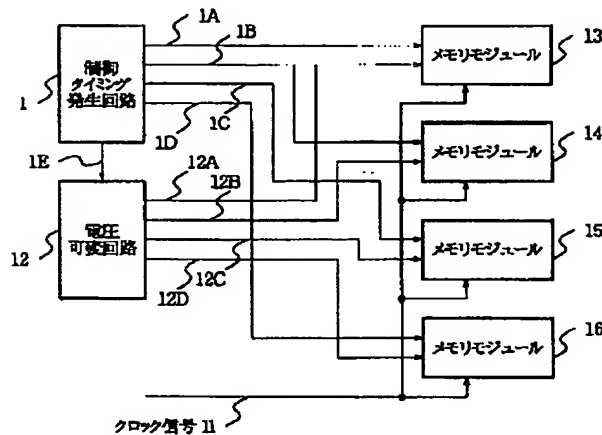 1A
1B
メモリモジュール
13
制御
タイミング
発生回路
1
1C
1D
メモリモジュール
14
1E
12A
12B
電圧
可変回路
12
メモリモジュール
15
12C
12D
メモリモジュール
16
クロック信号 11